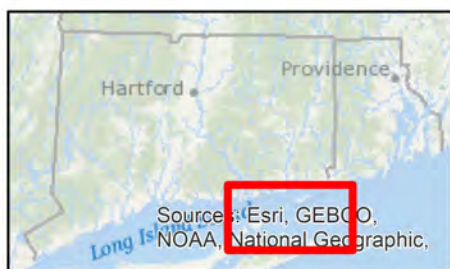 Providence
Hartford
Sources: Esri, GEBCO,
Long Island
NOAA, National Geographic,